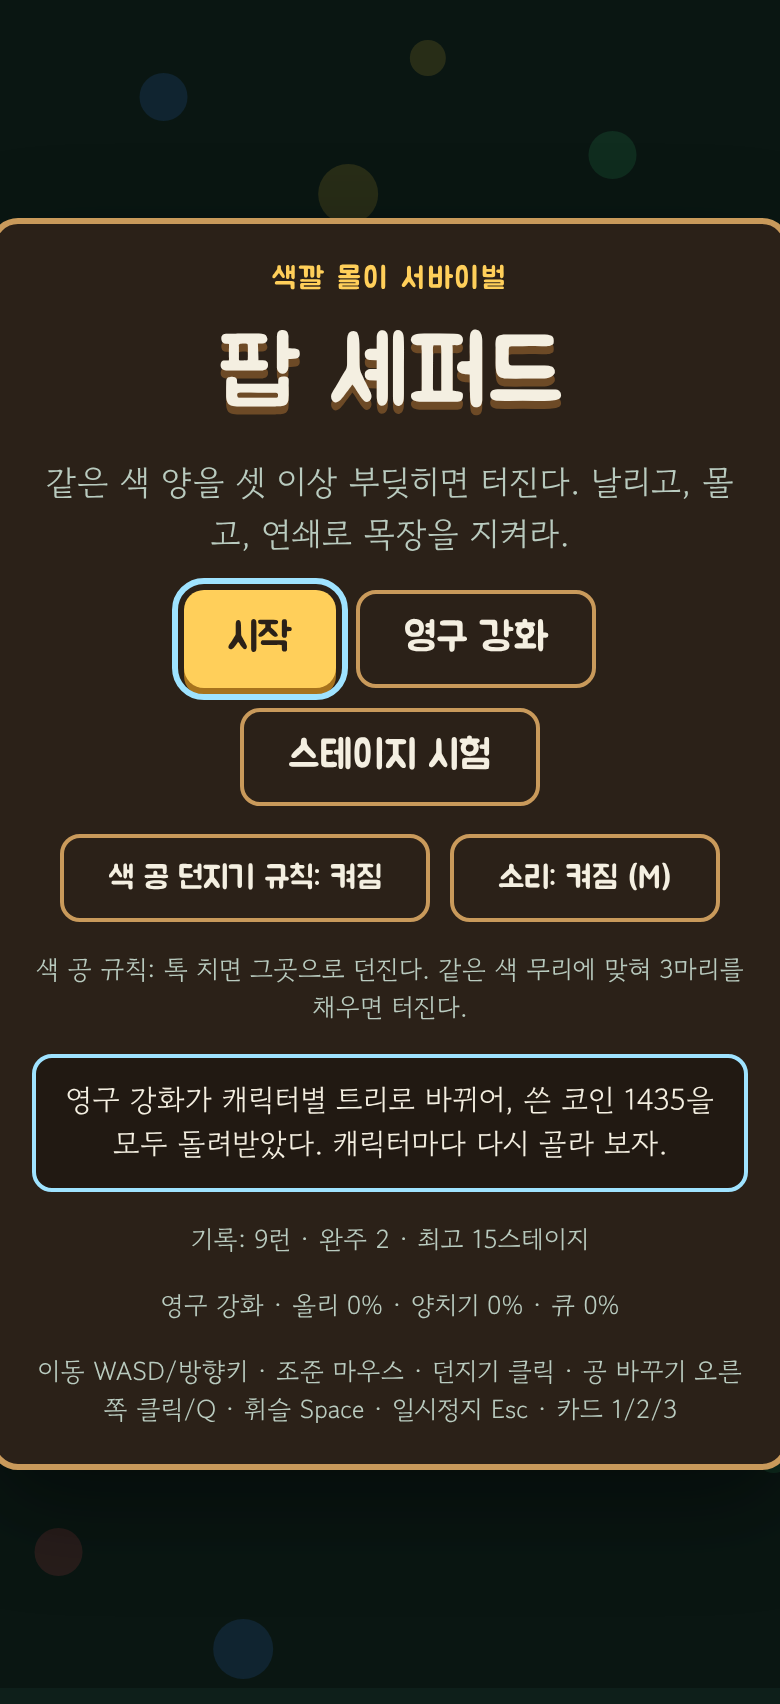 색깔 몰이 서바이벌
팝 셰퍼드
같은 색 양을 셋 이상 부딪히면 터진다. 날리고, 몰
고, 연쇄로 목장을 지켜라.
시작
영구 강화
스테이지 시험
색 공 던지기 규칙: 켜짐
소리: 켜짐 (M)
색 공 규칙: 톡 치면 그곳으로 던진다. 같은 색 무리에 맞혀 3마리를
채우면 터진다.
영구 강화가 캐릭터별 트리로 바뀌어, 쓴 코인 1435을
모두 돌려받았다. 캐릭터마다 다시 골라 보자.
기록: 9런 · 완주 2 · 최고 15스테이지
영구 강화 · 올리 0% · 양치기 0% · 큐 0%
이동 WASD/방향키 · 조준 마우스 · 던지기 클릭 · 공 바꾸기 오른
쪽 클릭/Q · 휘슬 Space · 일시정지 Esc · 카드 1/2/3